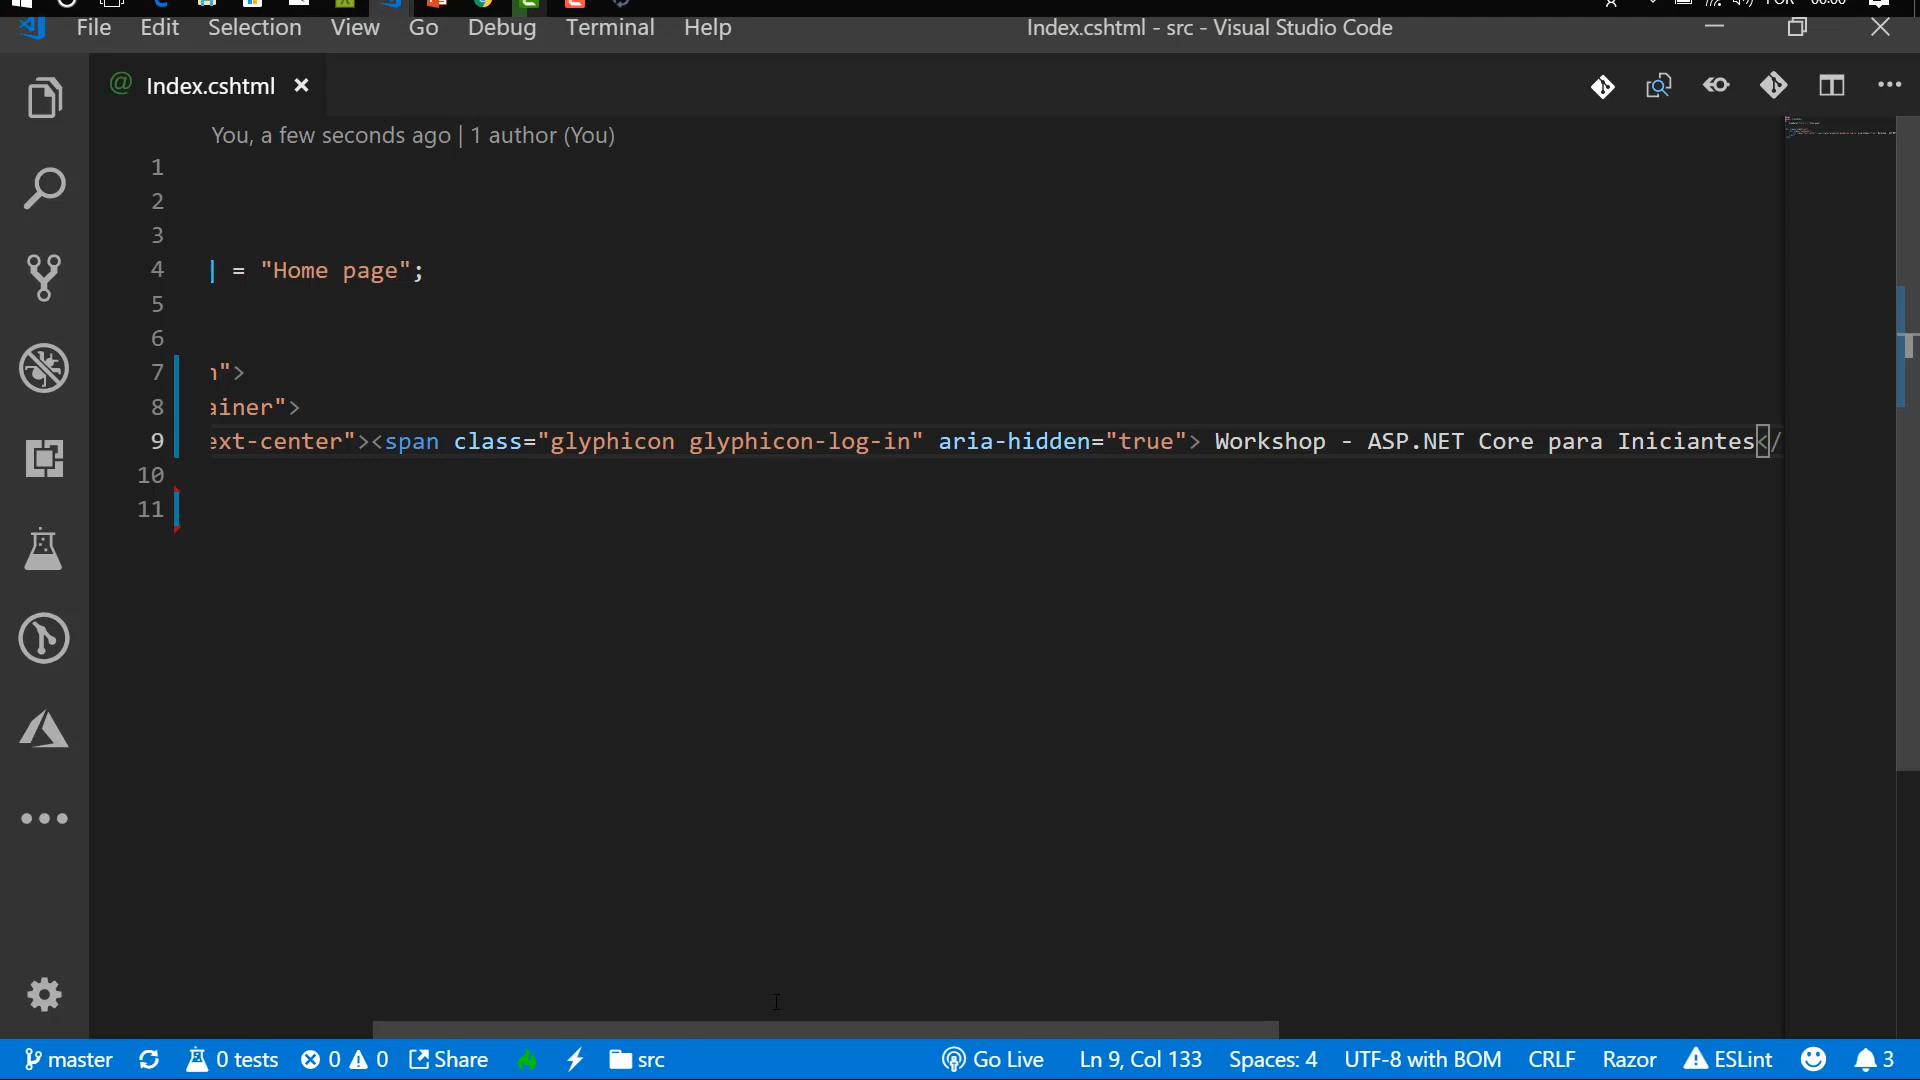 File Edit Selection View Go Debug Terminal Help Index.cshtml - src - Visual Studio Code
@ Index.cshtml
You, a few seconds ago | 1 author (You)
1
2
3
4 = "Home page";
5
6
7 n">
8 ainer">
9 ext-center"><span class="glyphicon glyphicon-log-in" aria-hidden="true"> Workshop - ASP.NET Core para Iniciantes</
10
11
master 0 tests 0 0 Share src Go Live Ln 9, Col 133 Spaces: 4 UTF-8 with BOM CRLF Razor ESLint 3